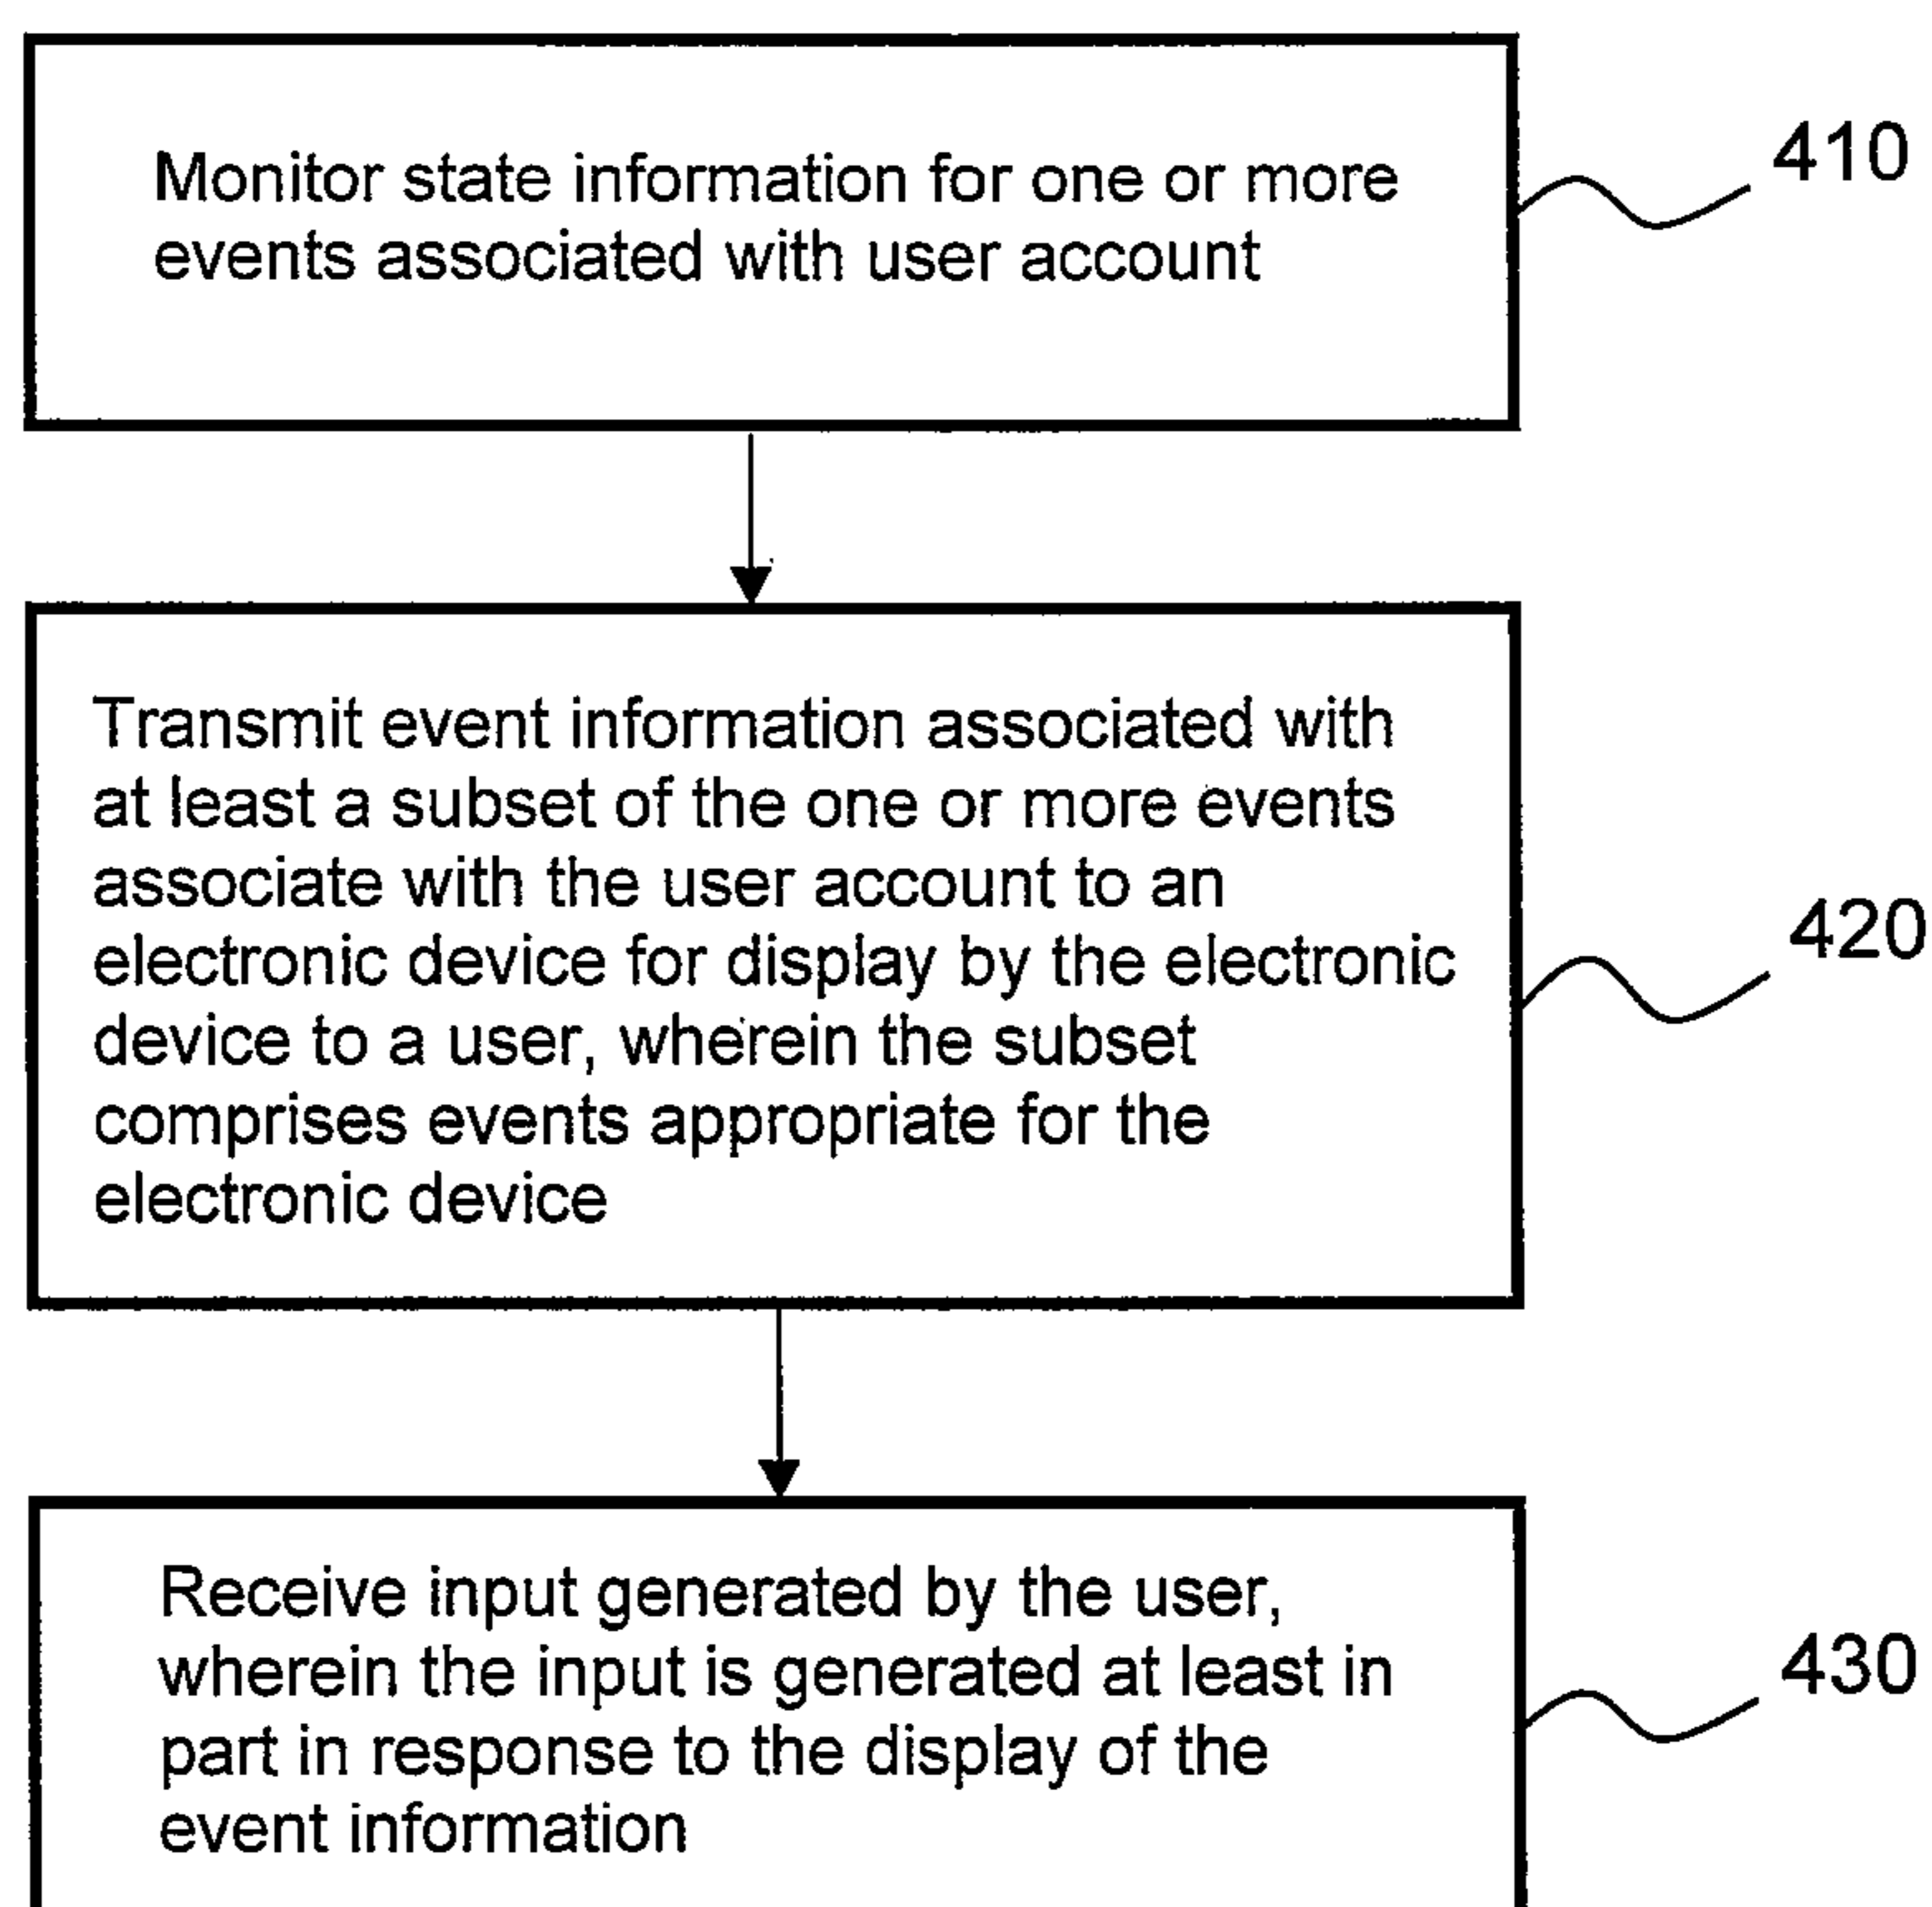 Monitor state information for one or more
events associated with user account
410
Transmit event information associated with
at least a subset of the one or more events
associate with the user account to an
electronic device for display by the electronic
device to a user, wherein the subset
comprises events appropriate for the
electronic device
420
Receive input generated by the user,
wherein the input is generated at least in
part in response to the display of the
event information
430